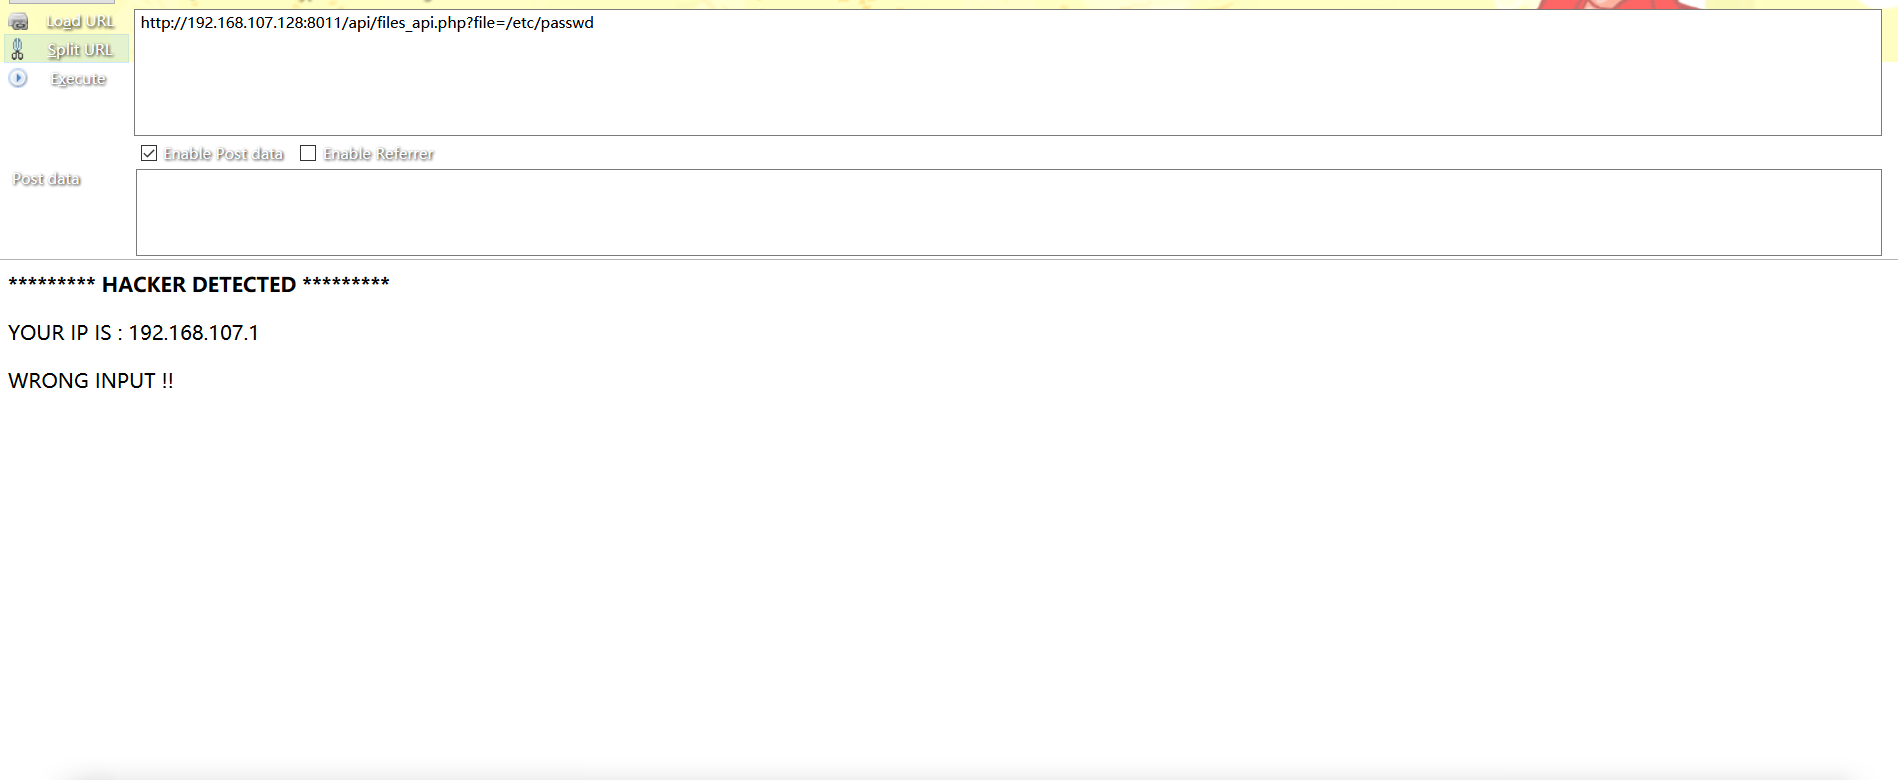 Load URL
http://192.168.107.128:8011/api/files_api.php?file=/etc/passwd
Split URL
Execute
Enable Post data Enable Referrer
Post data
********* HACKER DETECTED *********
YOUR IP IS : 192.168.107.1
WRONG INPUT !!